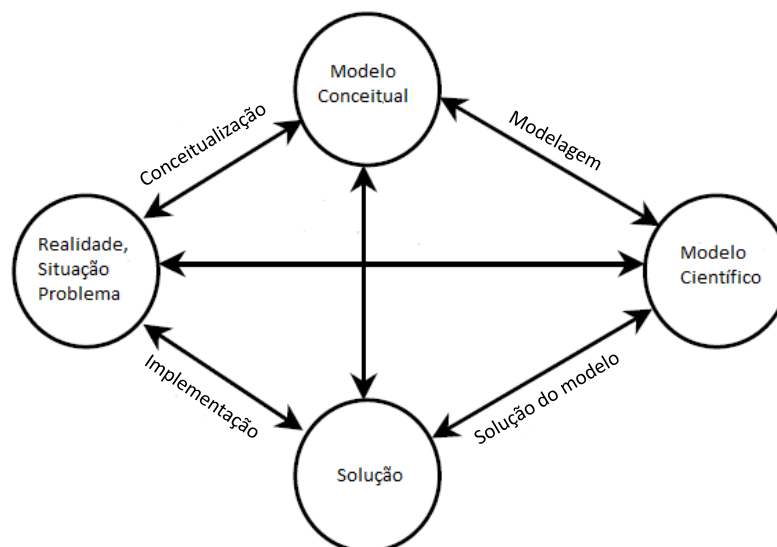 Modelo
Conceitual
Conceitualização
Modelagem
Realidade,
Situação
Problema
Modelo
Científico
Implementação
Solução do modelo
Solução